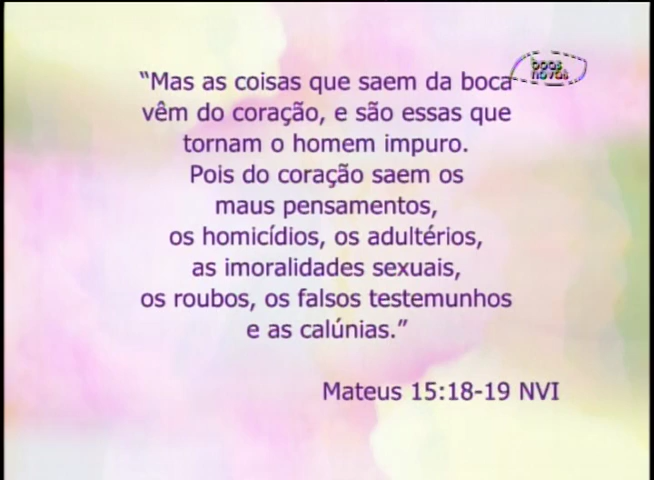 “Mas as coisas que saem da boca
boas
novas
vêm do coração, e são essas que
tornam o homem impuro.
Pois do coração saem os
maus pensamentos,
os homicídios, os adultérios,
as imoralidades sexuais,
os roubos, os falsos testemunhos
e as calúnias.”
Mateus 15:18-19 NVI